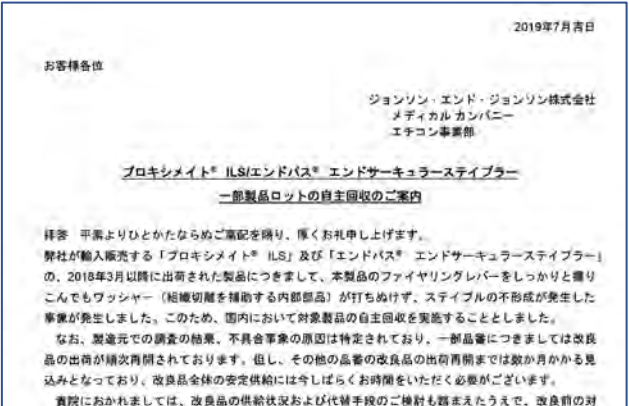 2019年7月吉日
お客様各位
ジョンソン・エンド・ジョンソン株式会社
メディカル カンパニー
エチコン事業部
プロキシメイト® ILS/エンドパス® エンドサーキュラーステイプラー
一部製品ロットの自主回収のご案内
拝啓 平素よりひとかたならぬご高配を賜り、厚くお礼申し上げます。
弊社が輸入販売する「プロキシメイト® ILS」及び「エンドパス® エンドサーキュラーステイプラー」
の、2018年3月以降に出荷された製品につきまして、本製品のファイヤリングレバーをしっかりと握り
こんでもワッシャー（組織切離を補助する内部部品）が打ちぬけず、ステイプルの不形成が発生した
事象が発生しました。このため、国内において対象製品の自主回収を実施することとしました。
なお、製造元での調査の結果、不具合事象の原因は特定されており、一部品番につきましては改良
品の出荷が順次再開されております。但し、その他の品番の改良品の出荷再開までは数か月かかる見
込みとなっており、改良品全体の安定供給には今しばらくお時間をいただく必要がございます。
貴院におかれましては、改良品の供給状況および代替手段のご検討も踏まえたうえで、改良前の対